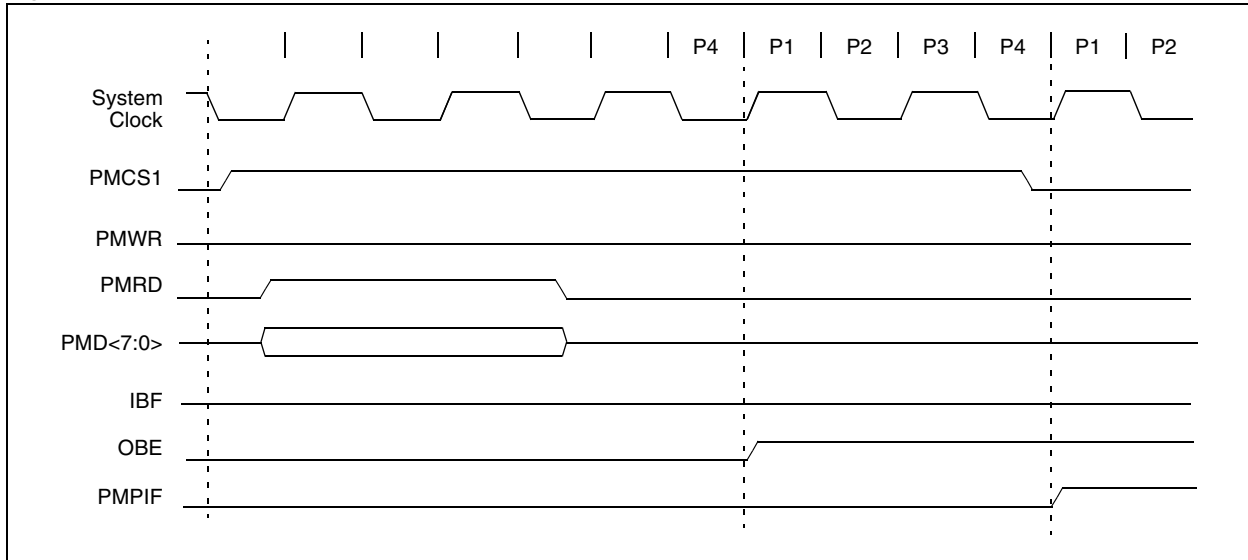 P4 P1 P2 P3 P4 P1 P2
System
Clock
PMCS1
PMWR
PMRD
PMD<7:0>
IBF
OBE
PMPIF